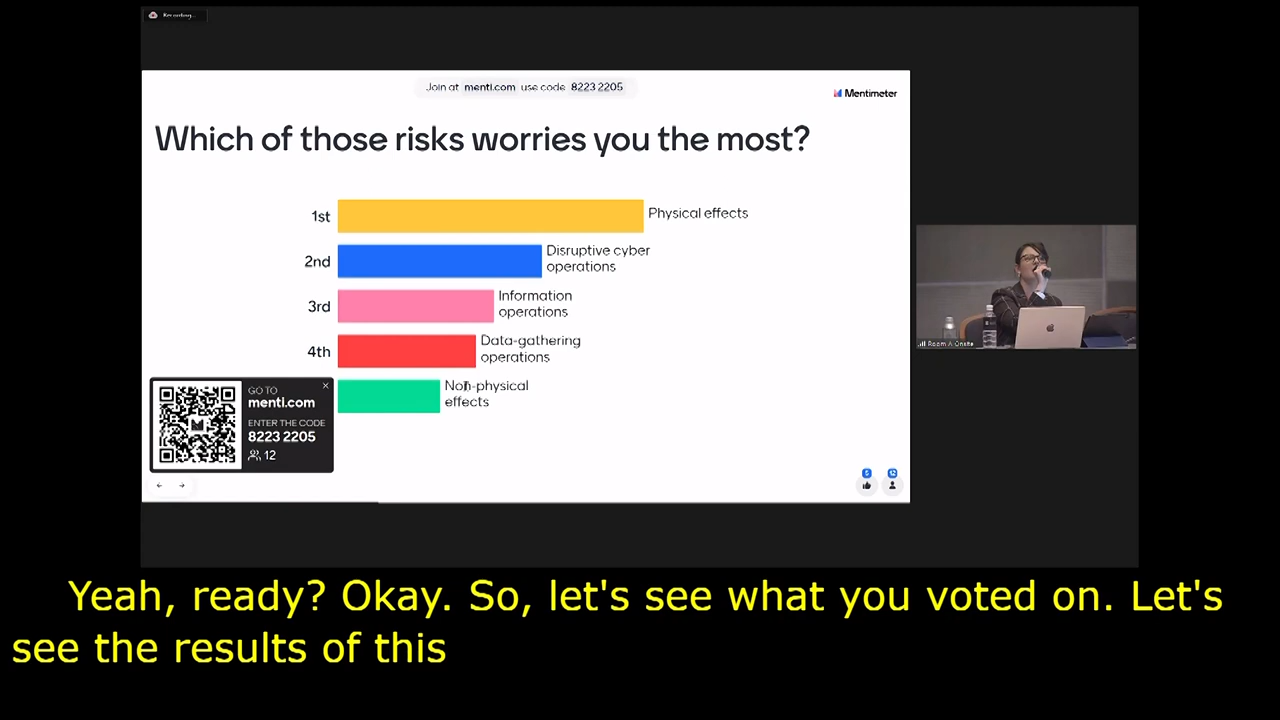 Recording...
Join at menti.com use code 8223 2205
Mentimeter
Which of those risks worries you the most?
1st
Physical effects
2nd
Disruptive cyber
operations
3rd
Information
operations
4th
Data-gathering
operations
Non-physical
effects
GO TO
menti.com
ENTER THE CODE
8223 2205
12
Room A Onsite
Yeah, ready? Okay. So, let's see what you voted on. Let's
see the results of this